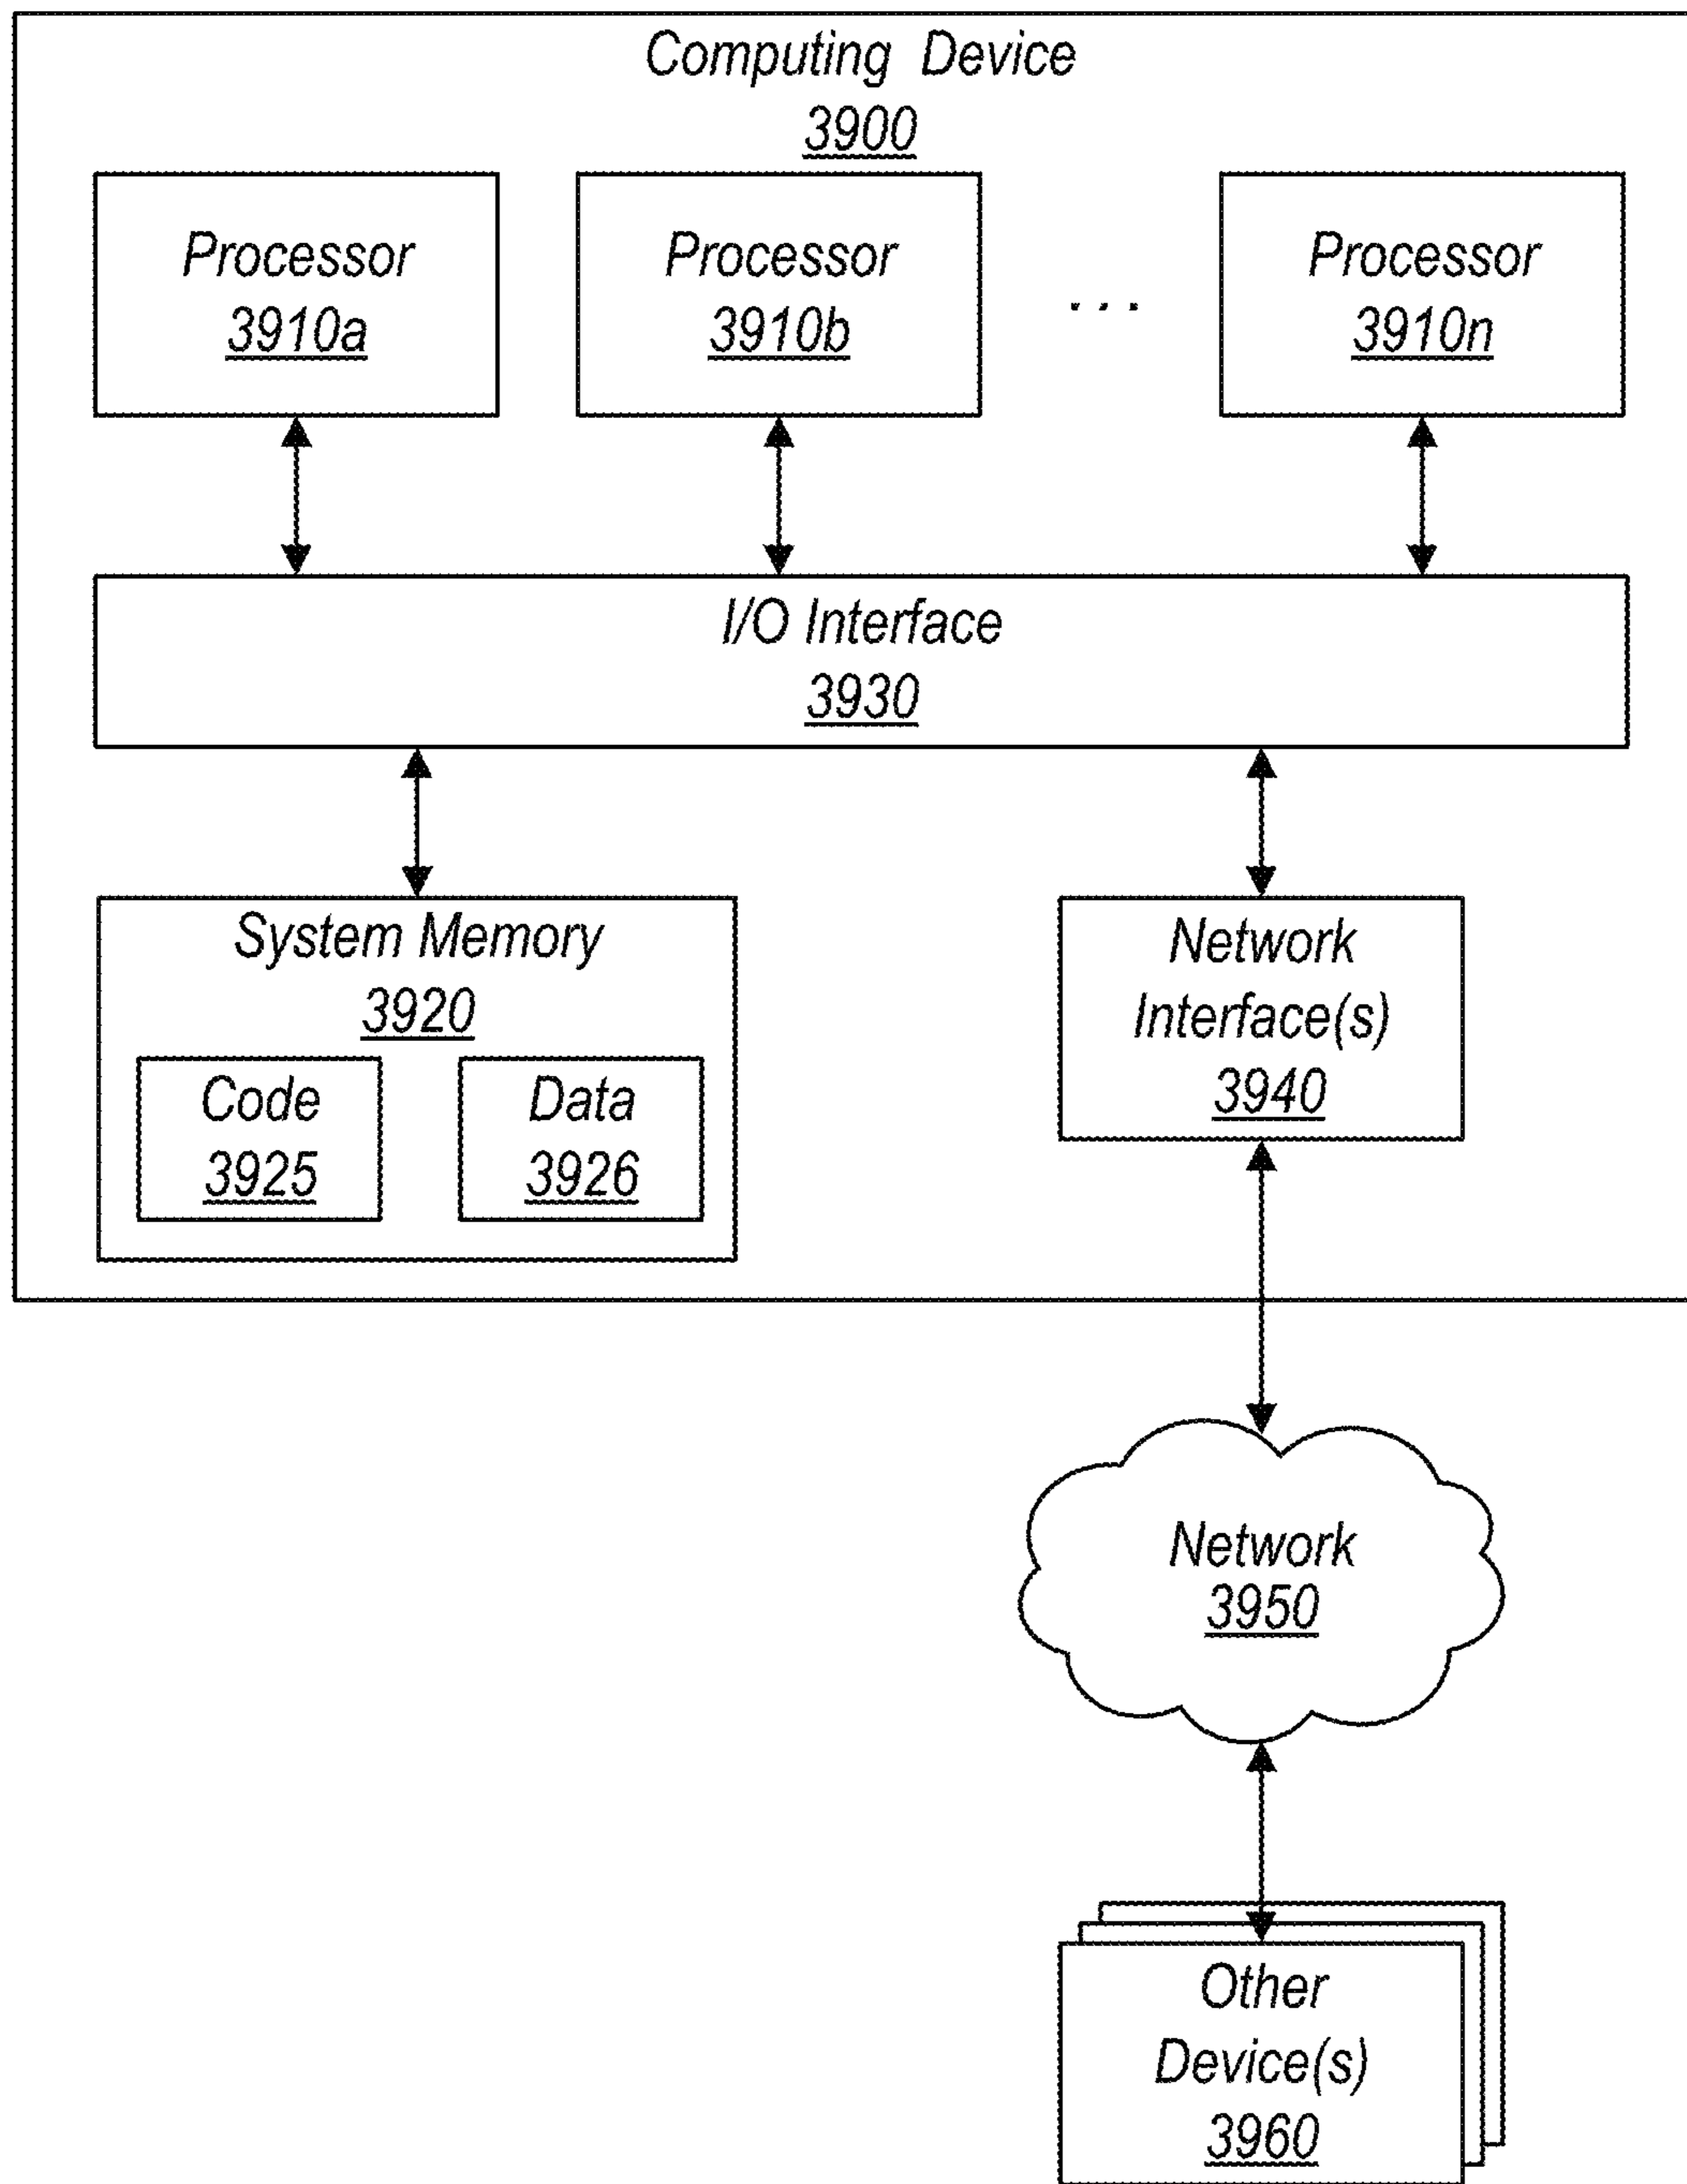 Computing Device
3900
Processor
3910a
Processor
3910b
. . .
Processor
3910n
I/O Interface
3930
System Memory
3920
Code
3925
Data
3926
Network
Interface(s)
3940
Network
3950
Other
Device(s)
3960